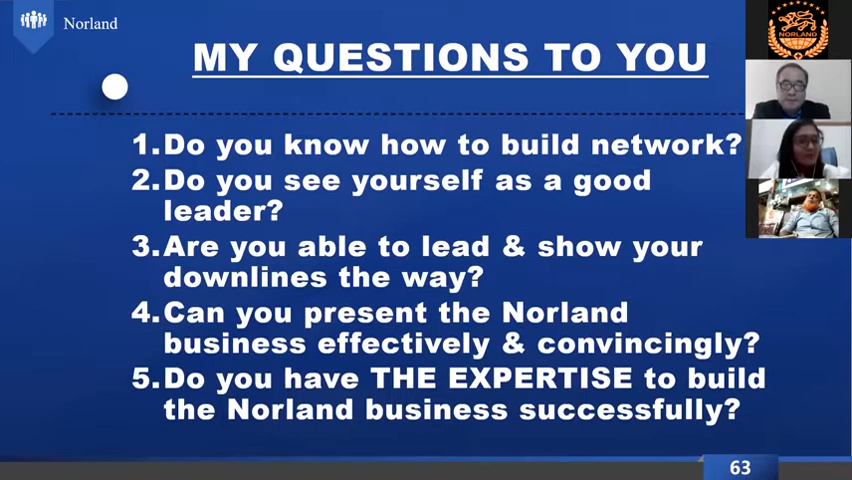 Norland
MY QUESTIONS TO YOU
NORLAND
1. Do you know how to build network?
2. Do you see yourself as a good
leader?
3. Are you able to lead & show your
downlines the way?
4. Can you present the Norland
business effectively & convincingly?
5. Do you have THE EXPERTISE to build
the Norland business successfully?
63